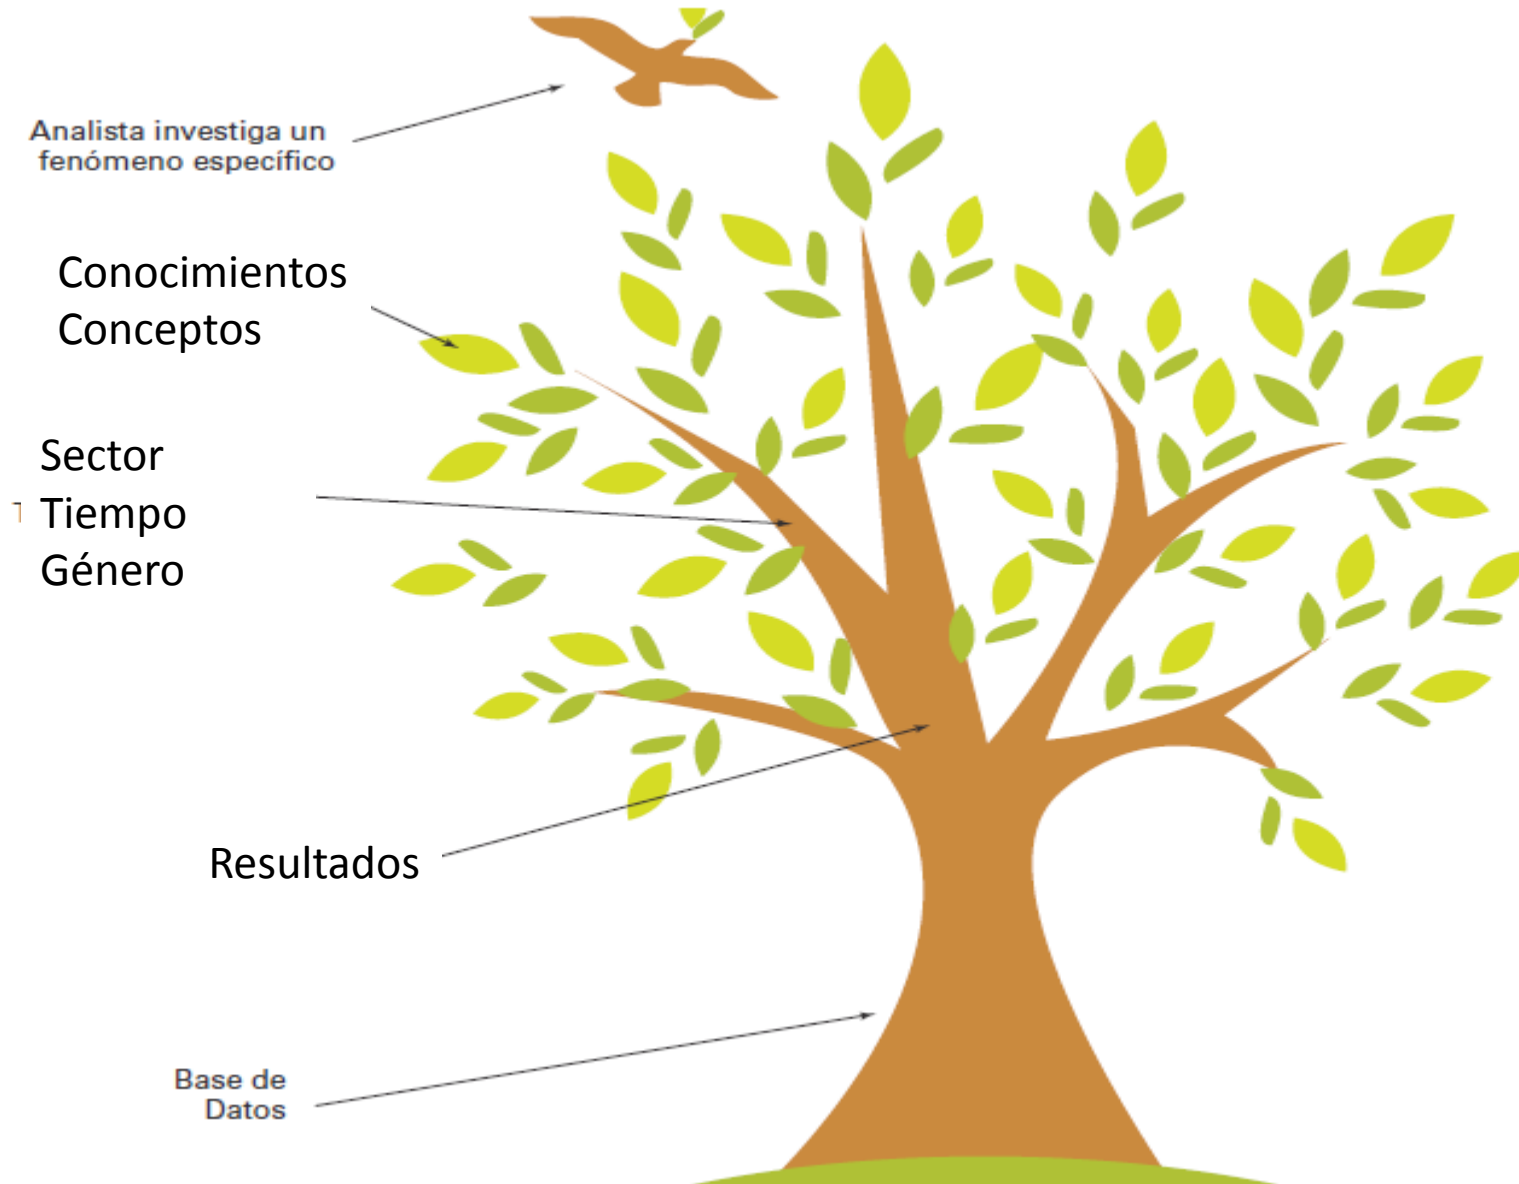 Analista investiga un
fenómeno específico
Conocimientos
Conceptos
Sector
Tiempo
Género
Resultados
Base de
Datos